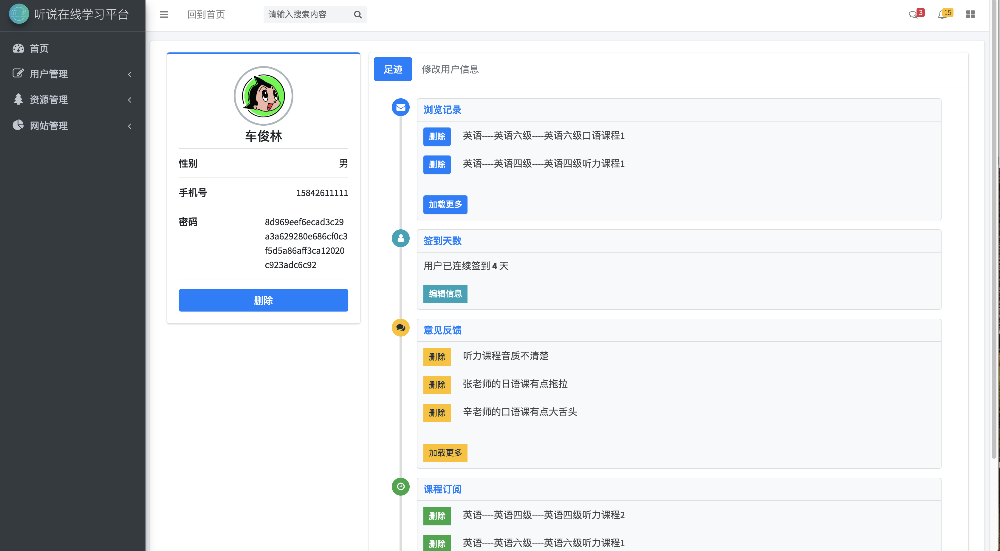 听说
听说在线学习平台
回到首页
请输入搜索内容
3
15
首页
用户管理
资源管理
网站管理
车俊林
性别 男
手机号 15842611111
密码 8d969eef6ecad3c29
a3a629280e686cf0c3
f5d5a86aff3ca12020
c923adc6c92
删除
足迹 修改用户信息
浏览记录
删除 英语----英语六级----英语六级口语课程1
删除 英语----英语四级----英语四级听力课程1
加载更多
签到天数
用户已连续签到 4 天
编辑信息
意见反馈
删除 听力课程音质不清楚
删除 张老师的日语课有点拖拉
删除 辛老师的口语课有点大舌头
加载更多
课程订阅
删除 英语----英语四级----英语四级听力课程2
删除 英语----英语六级----英语六级听力课程1